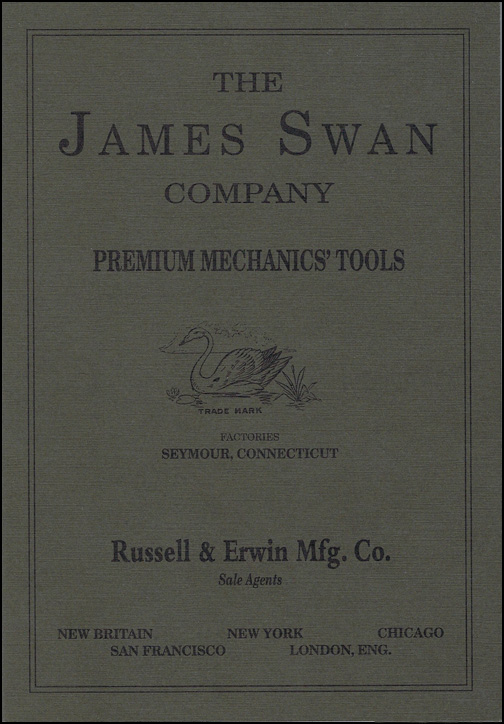 THE
JAMES SWAN
COMPANY
PREMIUM MECHANICS' TOOLS
TRADE MARK
FACTORIES
SEYMOUR, CONNECTICUT
Russell & Erwin Mfg. Co.
Sale Agents
NEW BRITAIN NEW YORK CHICAGO
SAN FRANCISCO LONDON, ENG.